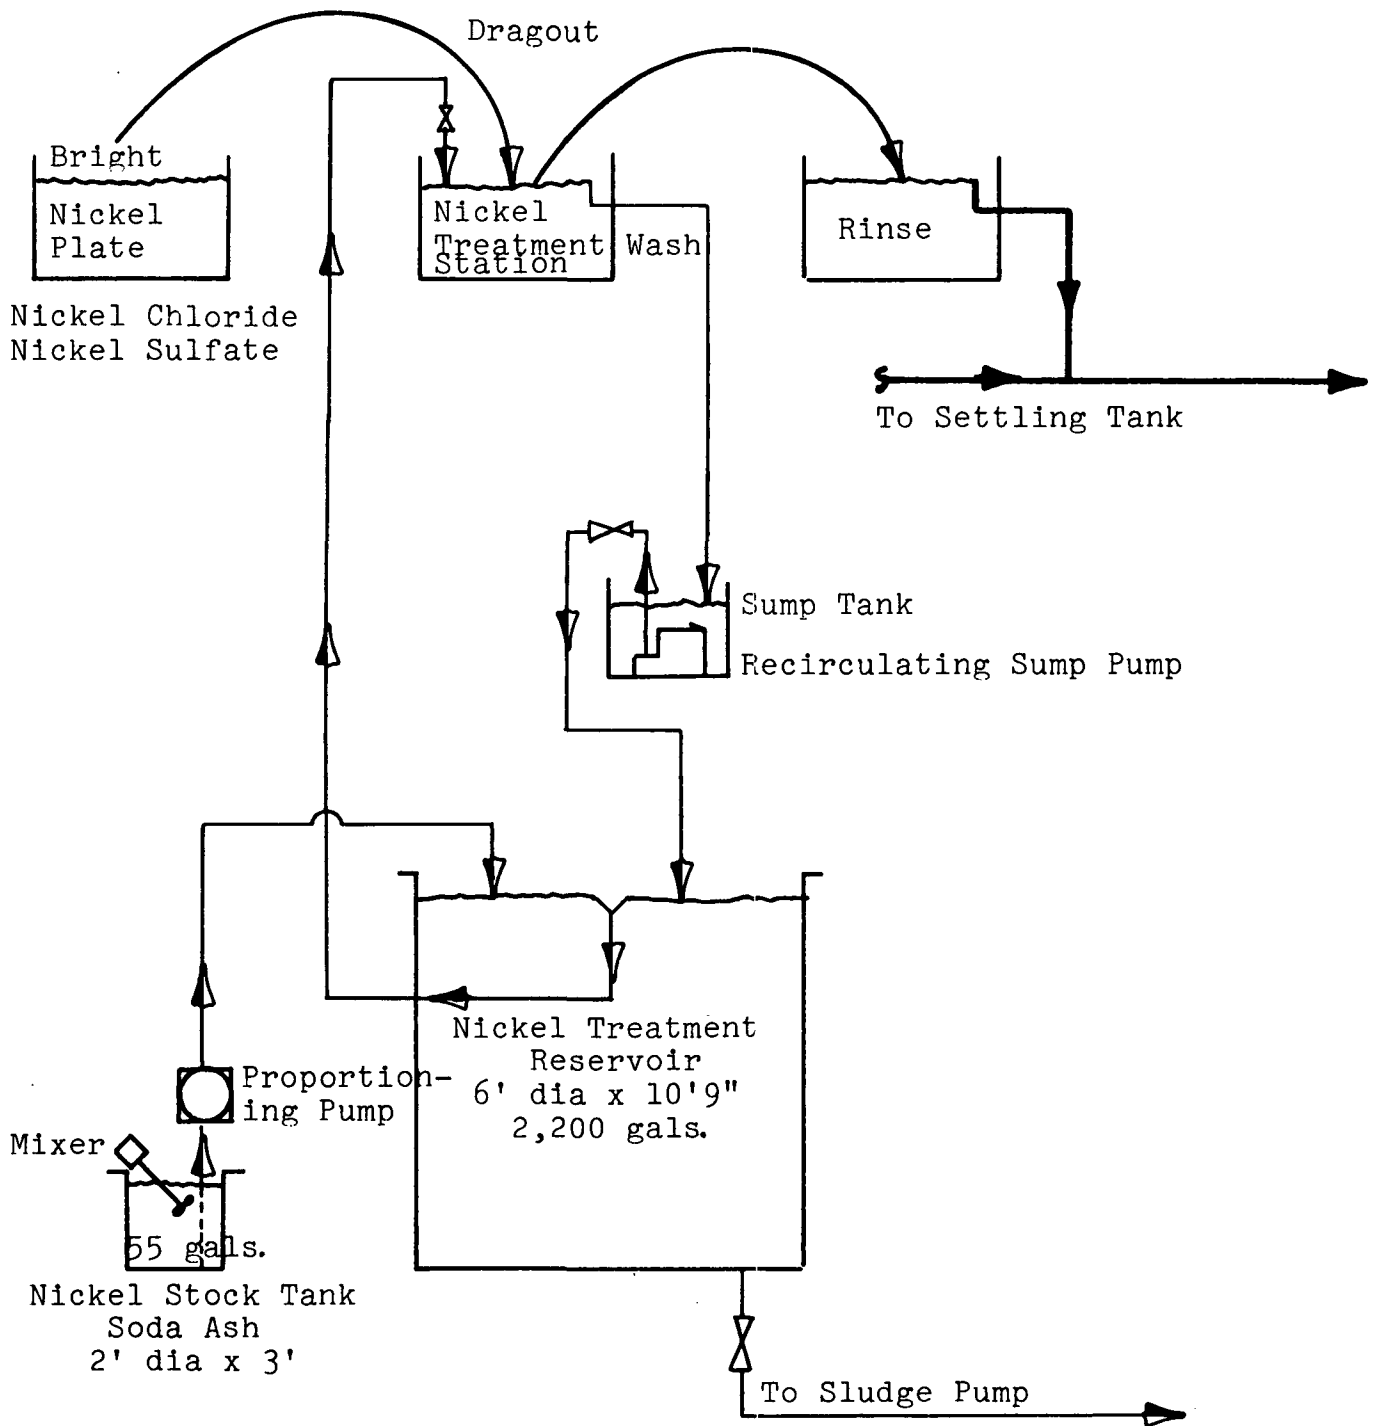 Dragout
Bright
Nickel
Plate
Nickel Chloride
Nickel Sulfate
Nickel
Treatment Wash
Station
Rinse
To Settling Tank
Sump Tank
Recirculating Sump Pump
Nickel Treatment
Reservoir
6' dia x 10'9"
2,200 gals.
Proportion-
ing Pump
Mixer
55 gals.
Nickel Stock Tank
Soda Ash
2' dia x 3'
To Sludge Pump